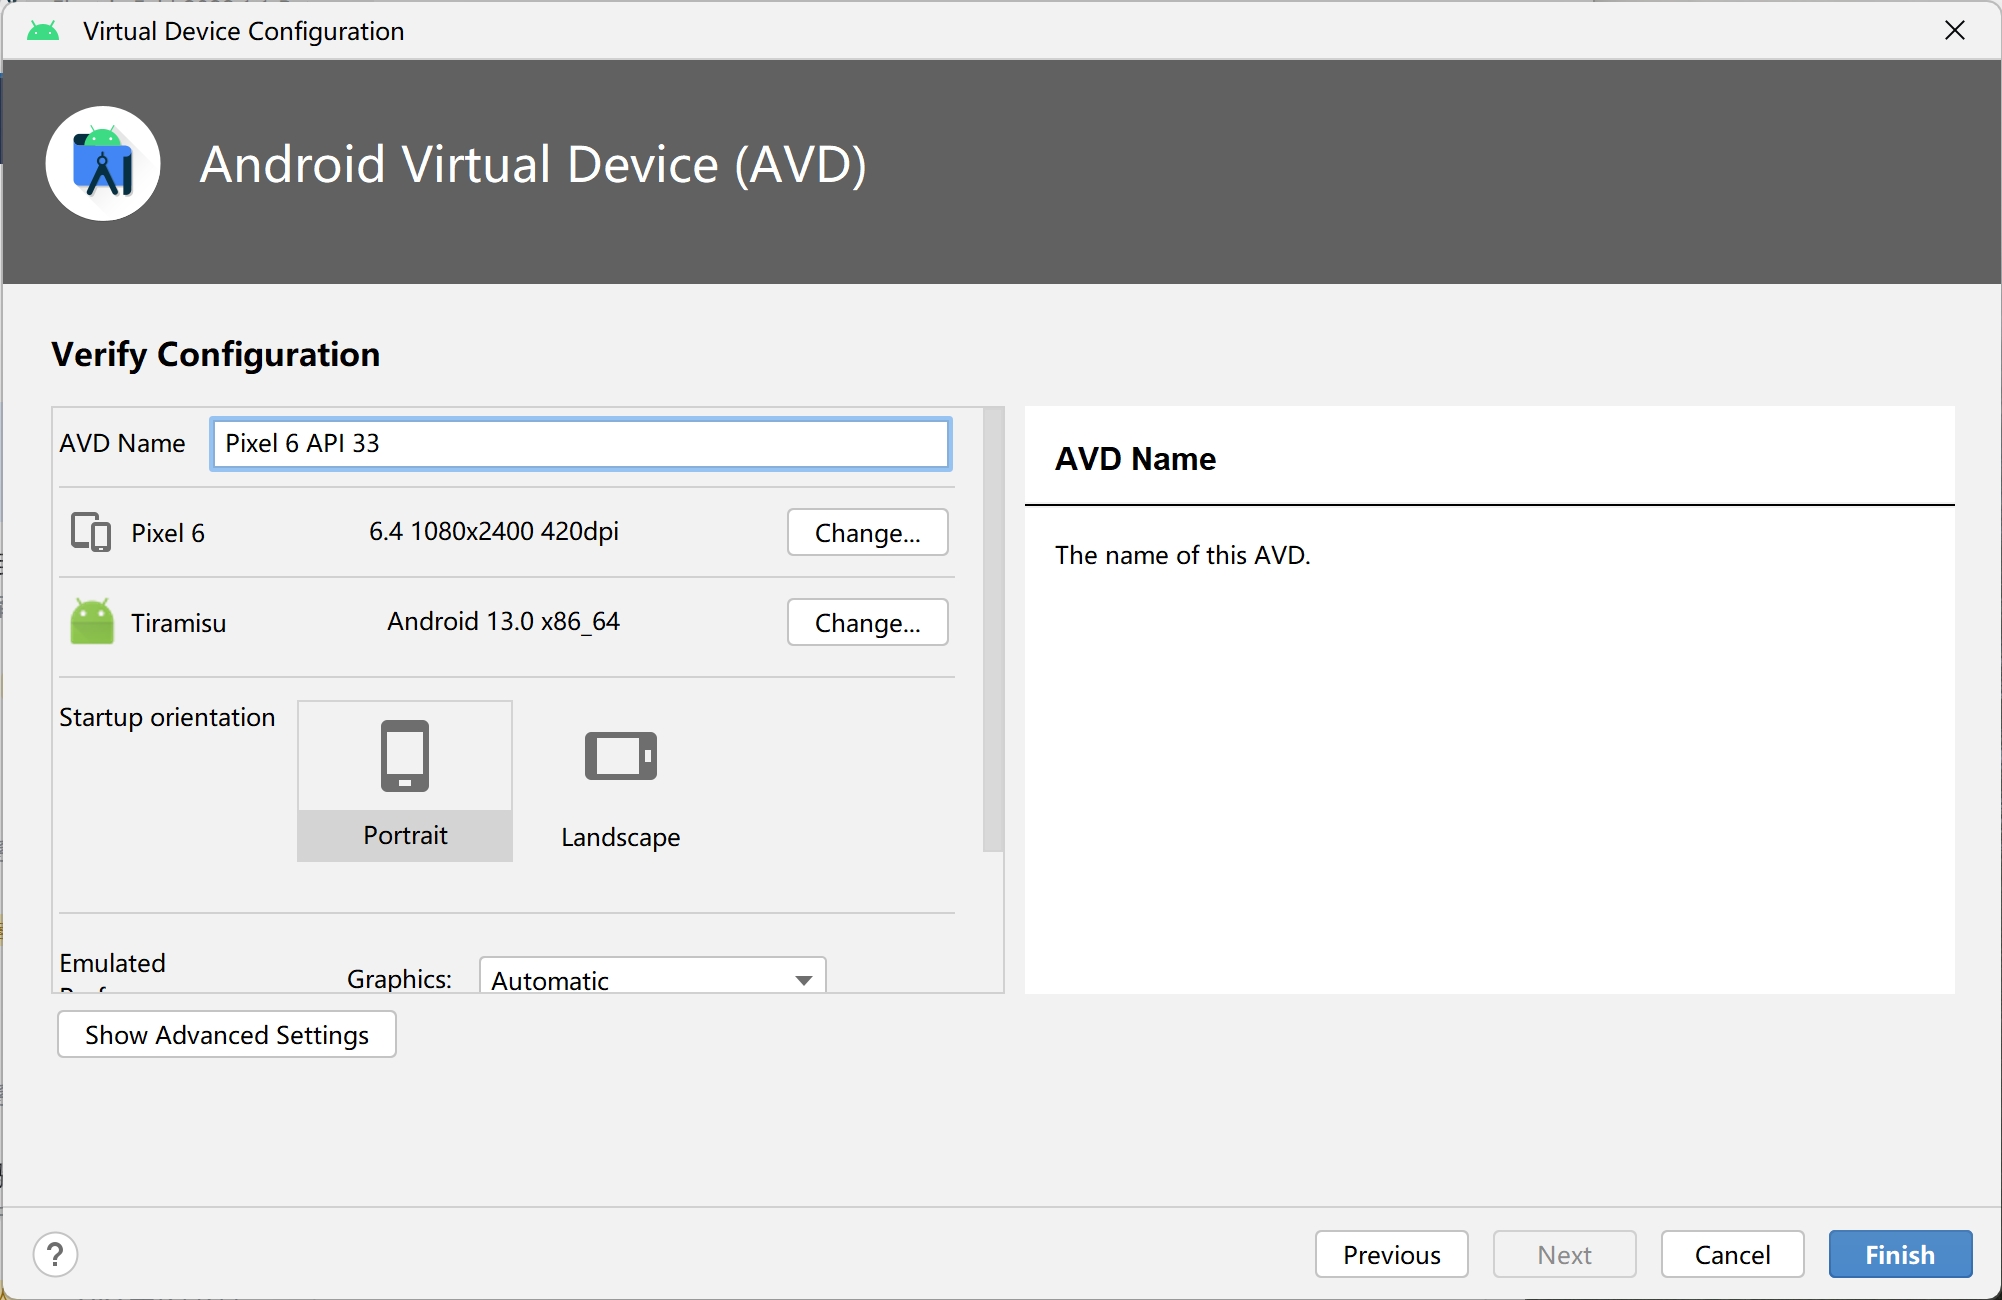 Virtual Device Configuration
Android Virtual Device (AVD)
Verify Configuration
AVD Name Pixel 6 API 33
Pixel 6 6.4 1080x2400 420dpi Change...
Tiramisu Android 13.0 x86_64 Change...
Startup orientation
Portrait
Landscape
Emulated
Graphics: Automatic
Show Advanced Settings
AVD Name
The name of this AVD.
?
Previous
Next
Cancel
Finish